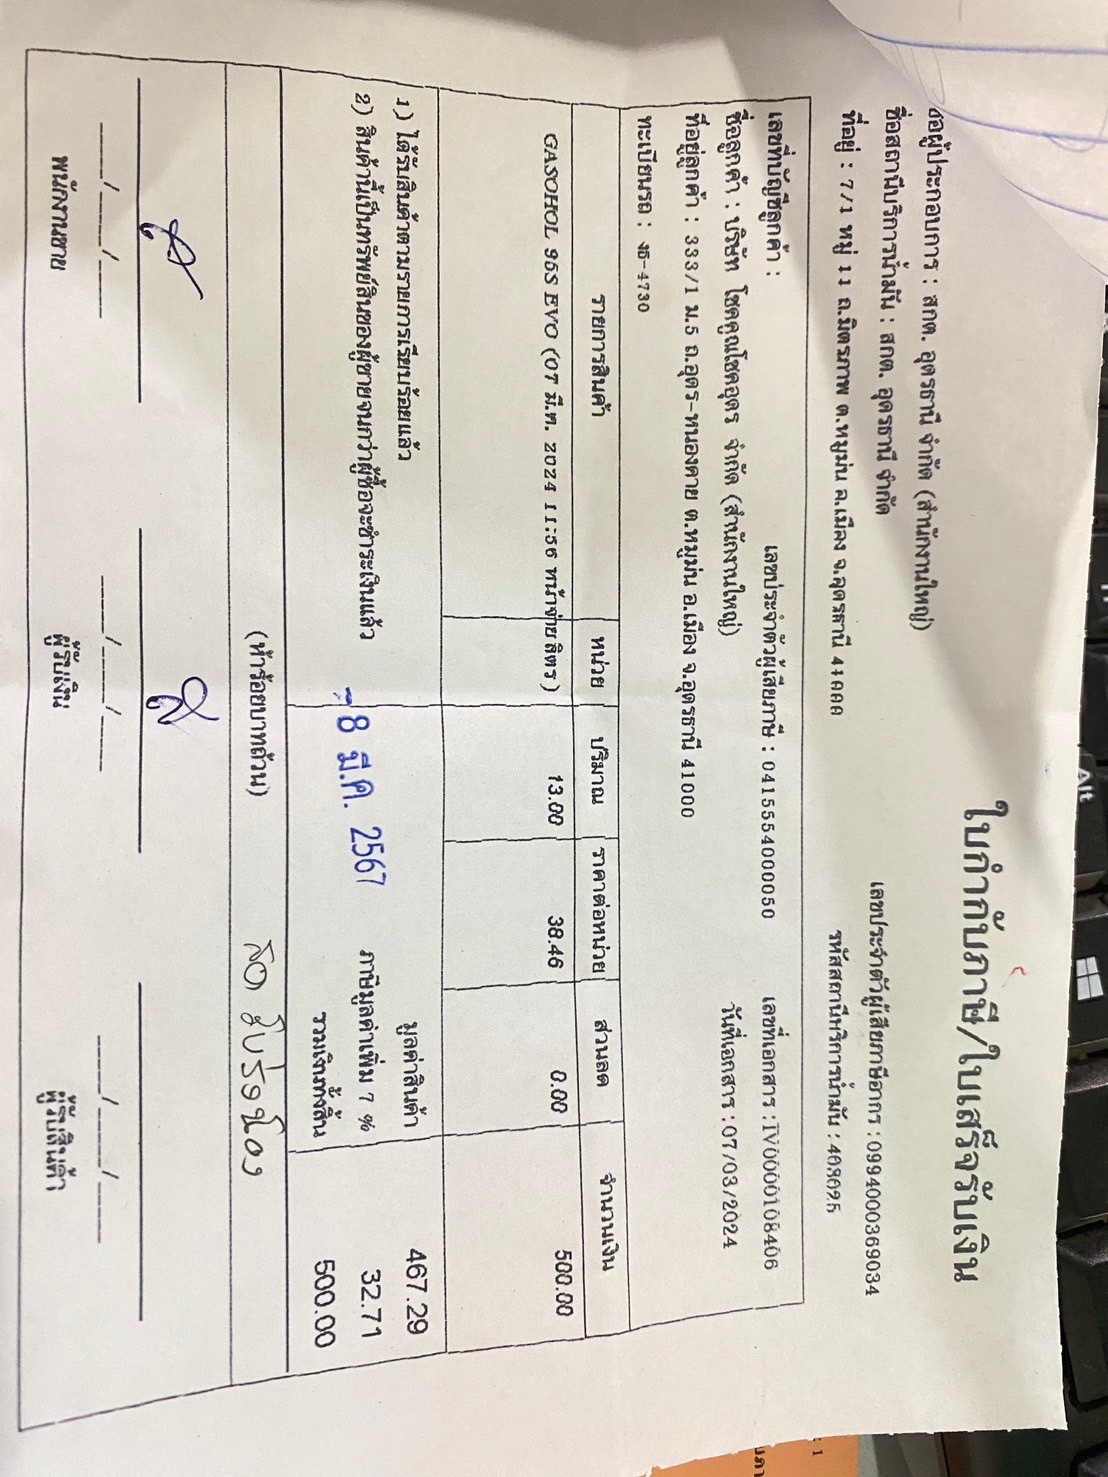 ใบกำกับภาษี/ใบเสร็จรับเงิน
ชื่อผู้ประกอบการ : สกต. อุดรธานี จำกัด (สำนักงานใหญ่)
เลขประจำตัวผู้เสียภาษีอากร : 0994000369034
ชื่อสถานีบริการน้ำมัน : สกต. อุดรธานี จำกัด
รหัสสถานีบริการน้ำมัน : 408025
ที่อยู่ : 7/1 หมู่ 11 ถ.มิตรภาพ ต.หมูม่น อ.เมือง จ.อุดรธานี 41000
เลขที่บัญชีลูกค้า :
เลขประจำตัวผู้เสียภาษี : 0415554000050
เลขที่เอกสาร : IV0000108406
ชื่อลูกค้า : บริษัท โชคคูณโชคอุดร จำกัด (สำนักงานใหญ่)
วันที่เอกสาร : 07/03/2024
ที่อยู่ลูกค้า : 333/1 ม.5 ถ.อุดร-หนองคาย ต.หมูม่น อ.เมือง จ.อุดรธานี 41000
ทะเบียนรถ : งธ-4730
รายการสินค้า หน่วย ปริมาณ ราคาต่อหน่วย ส่วนลด จำนวนเงิน
GASOHOL 95S EVO (07 มี.ค. 2024 11:56 หน้าจ่ายลิตร ) 13.00 38.46 0.00 500.00
1.) ได้รับสินค้าตามรายการเรียบร้อยแล้ว
มูลค่าสินค้า 467.29
2) สินค้านี้เป็นทรัพย์สินของผู้ขายจนกว่าผู้ซื้อจะชำระเงินแล้ว
ภาษีมูลค่าเพิ่ม 7 % 32.71
-8 มี.ค. 2567
รวมเงินทั้งสิ้น 500.00
(ห้าร้อยบาทถ้วน)
___/___/___ ___/___/___ ___/___/___
พนักงานขาย ผู้รับเงิน ผู้รับสินค้า
Alt